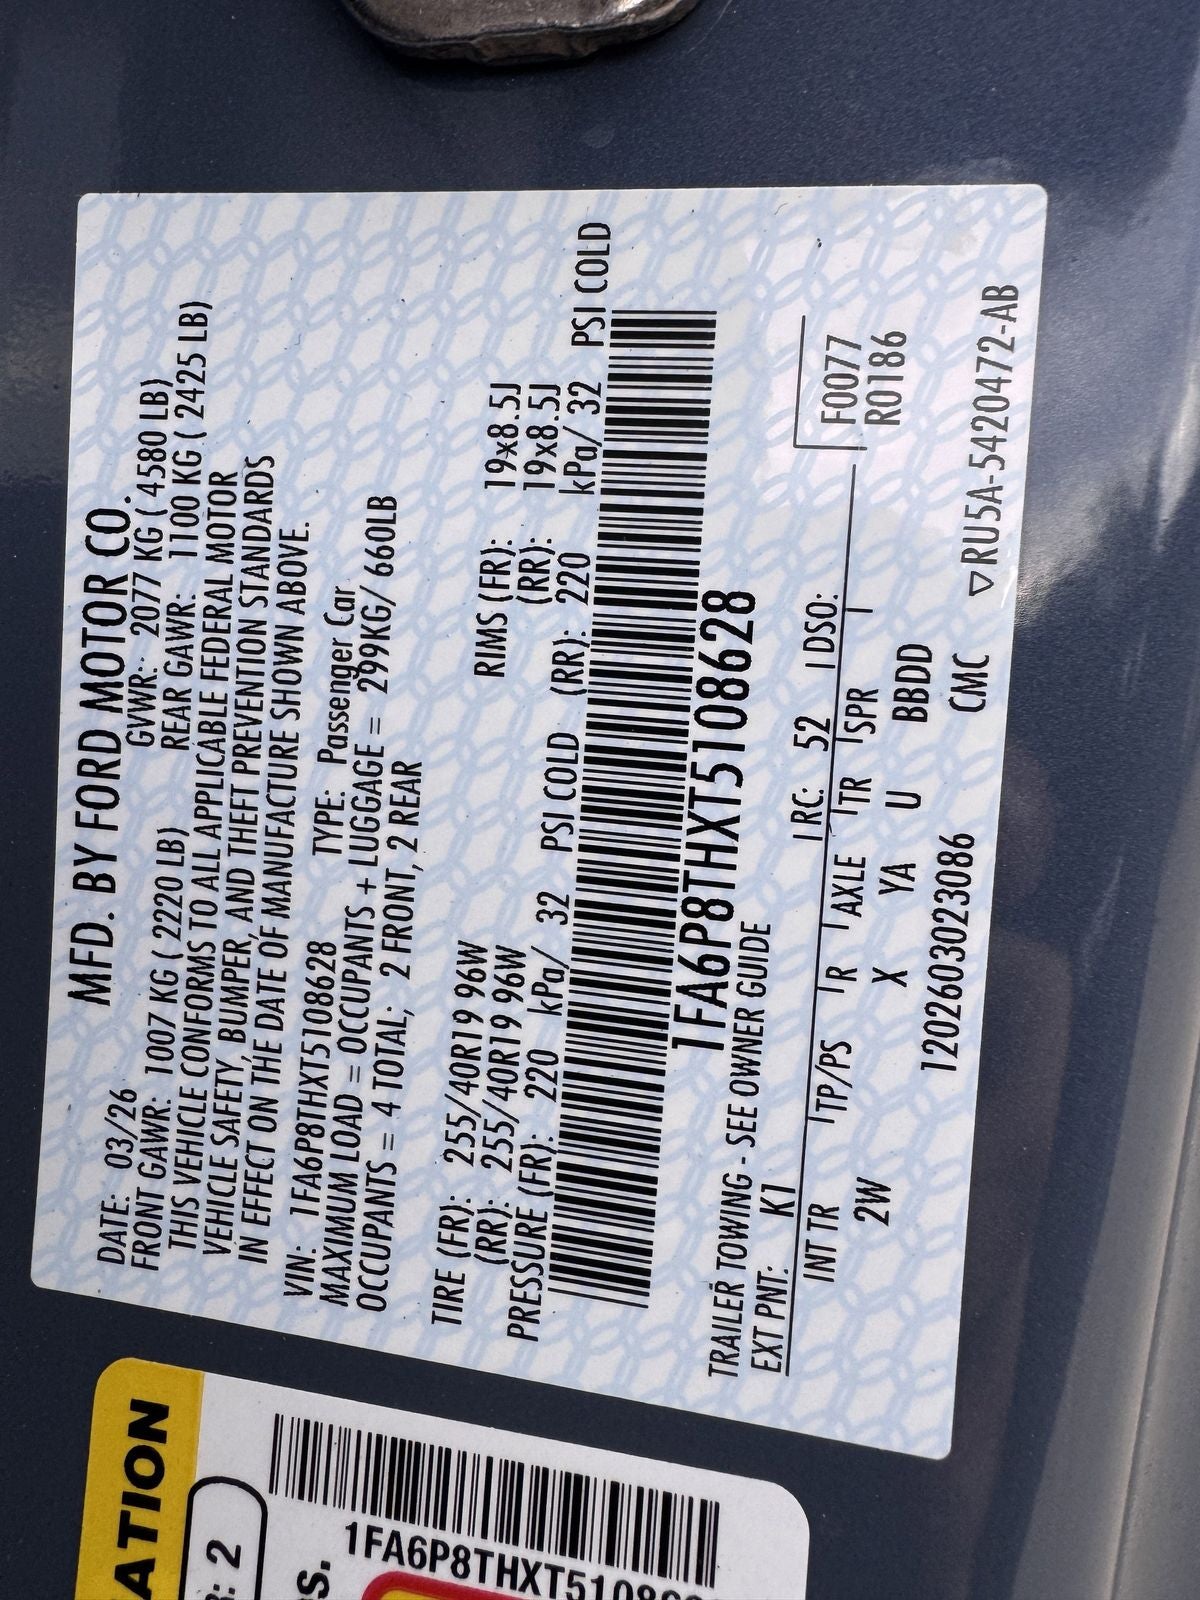 MFD. BY FORD MOTOR CO.
DATE: 03/26 GVWR: 2077 KG ( 4580 LB)
FRONT GAWR: 1007 KG ( 2220 LB) REAR GAWR: 1100 KG ( 2425 LB)
THIS VEHICLE CONFORMS TO ALL APPLICABLE FEDERAL MOTOR
VEHICLE SAFETY, BUMPER, AND THEFT PREVENTION STANDARDS
IN EFFECT ON THE DATE OF MANUFACTURE SHOWN ABOVE.
VIN: 1FA6P8THXT5108628 TYPE: Passenger Car
MAXIMUM LOAD = OCCUPANTS + LUGGAGE = 299KG/ 660LB
OCCUPANTS = 4 TOTAL; 2 FRONT, 2 REAR
TIRE (FR): 255/40R19 96W RIMS (FR): 19x8.5J
(RR): 255/40R19 96W (RR): 19x8.5J
PRESSURE (FR): 220 kPa/ 32 PSI COLD (RR): 220 kPa/ 32 PSI COLD
1FA6P8THXT5108628
TRAILER TOWING - SEE OWNER GUIDE
EXT PNT: K1 RC: 52 DSO:
INT TR TP/PS R AXLE TR SPR F0077
2W X YA U BBDD R0186
1202603023086 CMC ▽RU5A-5420472-AB
ATION
: 2
s.
1FA6P8THXT5108628